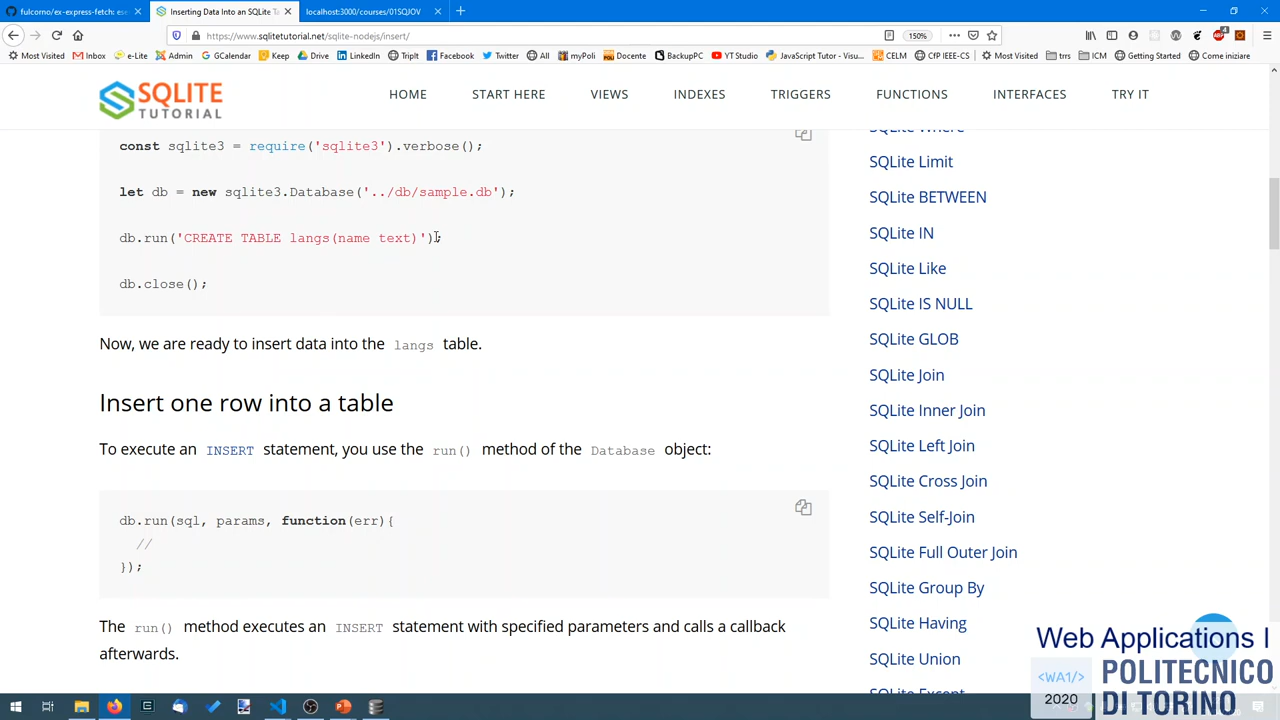 fulcorno/ex-express-fetch: ese
Inserting Data Into an SQLite Ta
localhost:3000/courses/01SQJOV
https://www.sqlitetutorial.net/sqlite-nodejs/insert/
150%
Most Visited
Inbox
e-Lite
Admin
GCalendar
Keep
Drive
LinkedIn
TripIt
Facebook
Twitter
All
myPoli
Docente
BackupPC
YT Studio
JavaScript Tutor - Visu...
CELM
CfP IEEE-CS
Most Visited
trrs
ICM
Getting Started
Come iniziare
SQLITE
TUTORIAL
HOME
START HERE
VIEWS
INDEXES
TRIGGERS
FUNCTIONS
INTERFACES
TRY IT
const sqlite3 = require('sqlite3').verbose();
let db = new sqlite3.Database('../db/sample.db');
db.run('CREATE TABLE langs(name text)');
db.close();
Now, we are ready to insert data into the langs table.
Insert one row into a table
To execute an INSERT statement, you use the run() method of the Database object:
db.run(sql, params, function(err){
//
});
The run() method executes an INSERT statement with specified parameters and calls a callback
afterwards.
SQLite Where
SQLite Limit
SQLite BETWEEN
SQLite IN
SQLite Like
SQLite IS NULL
SQLite GLOB
SQLite Join
SQLite Inner Join
SQLite Left Join
SQLite Cross Join
SQLite Self-Join
SQLite Full Outer Join
SQLite Group By
SQLite Having
SQLite Union
SQLite Except
Web Applications I
<WA1/>
2020
POLITECNICO
DI TORINO